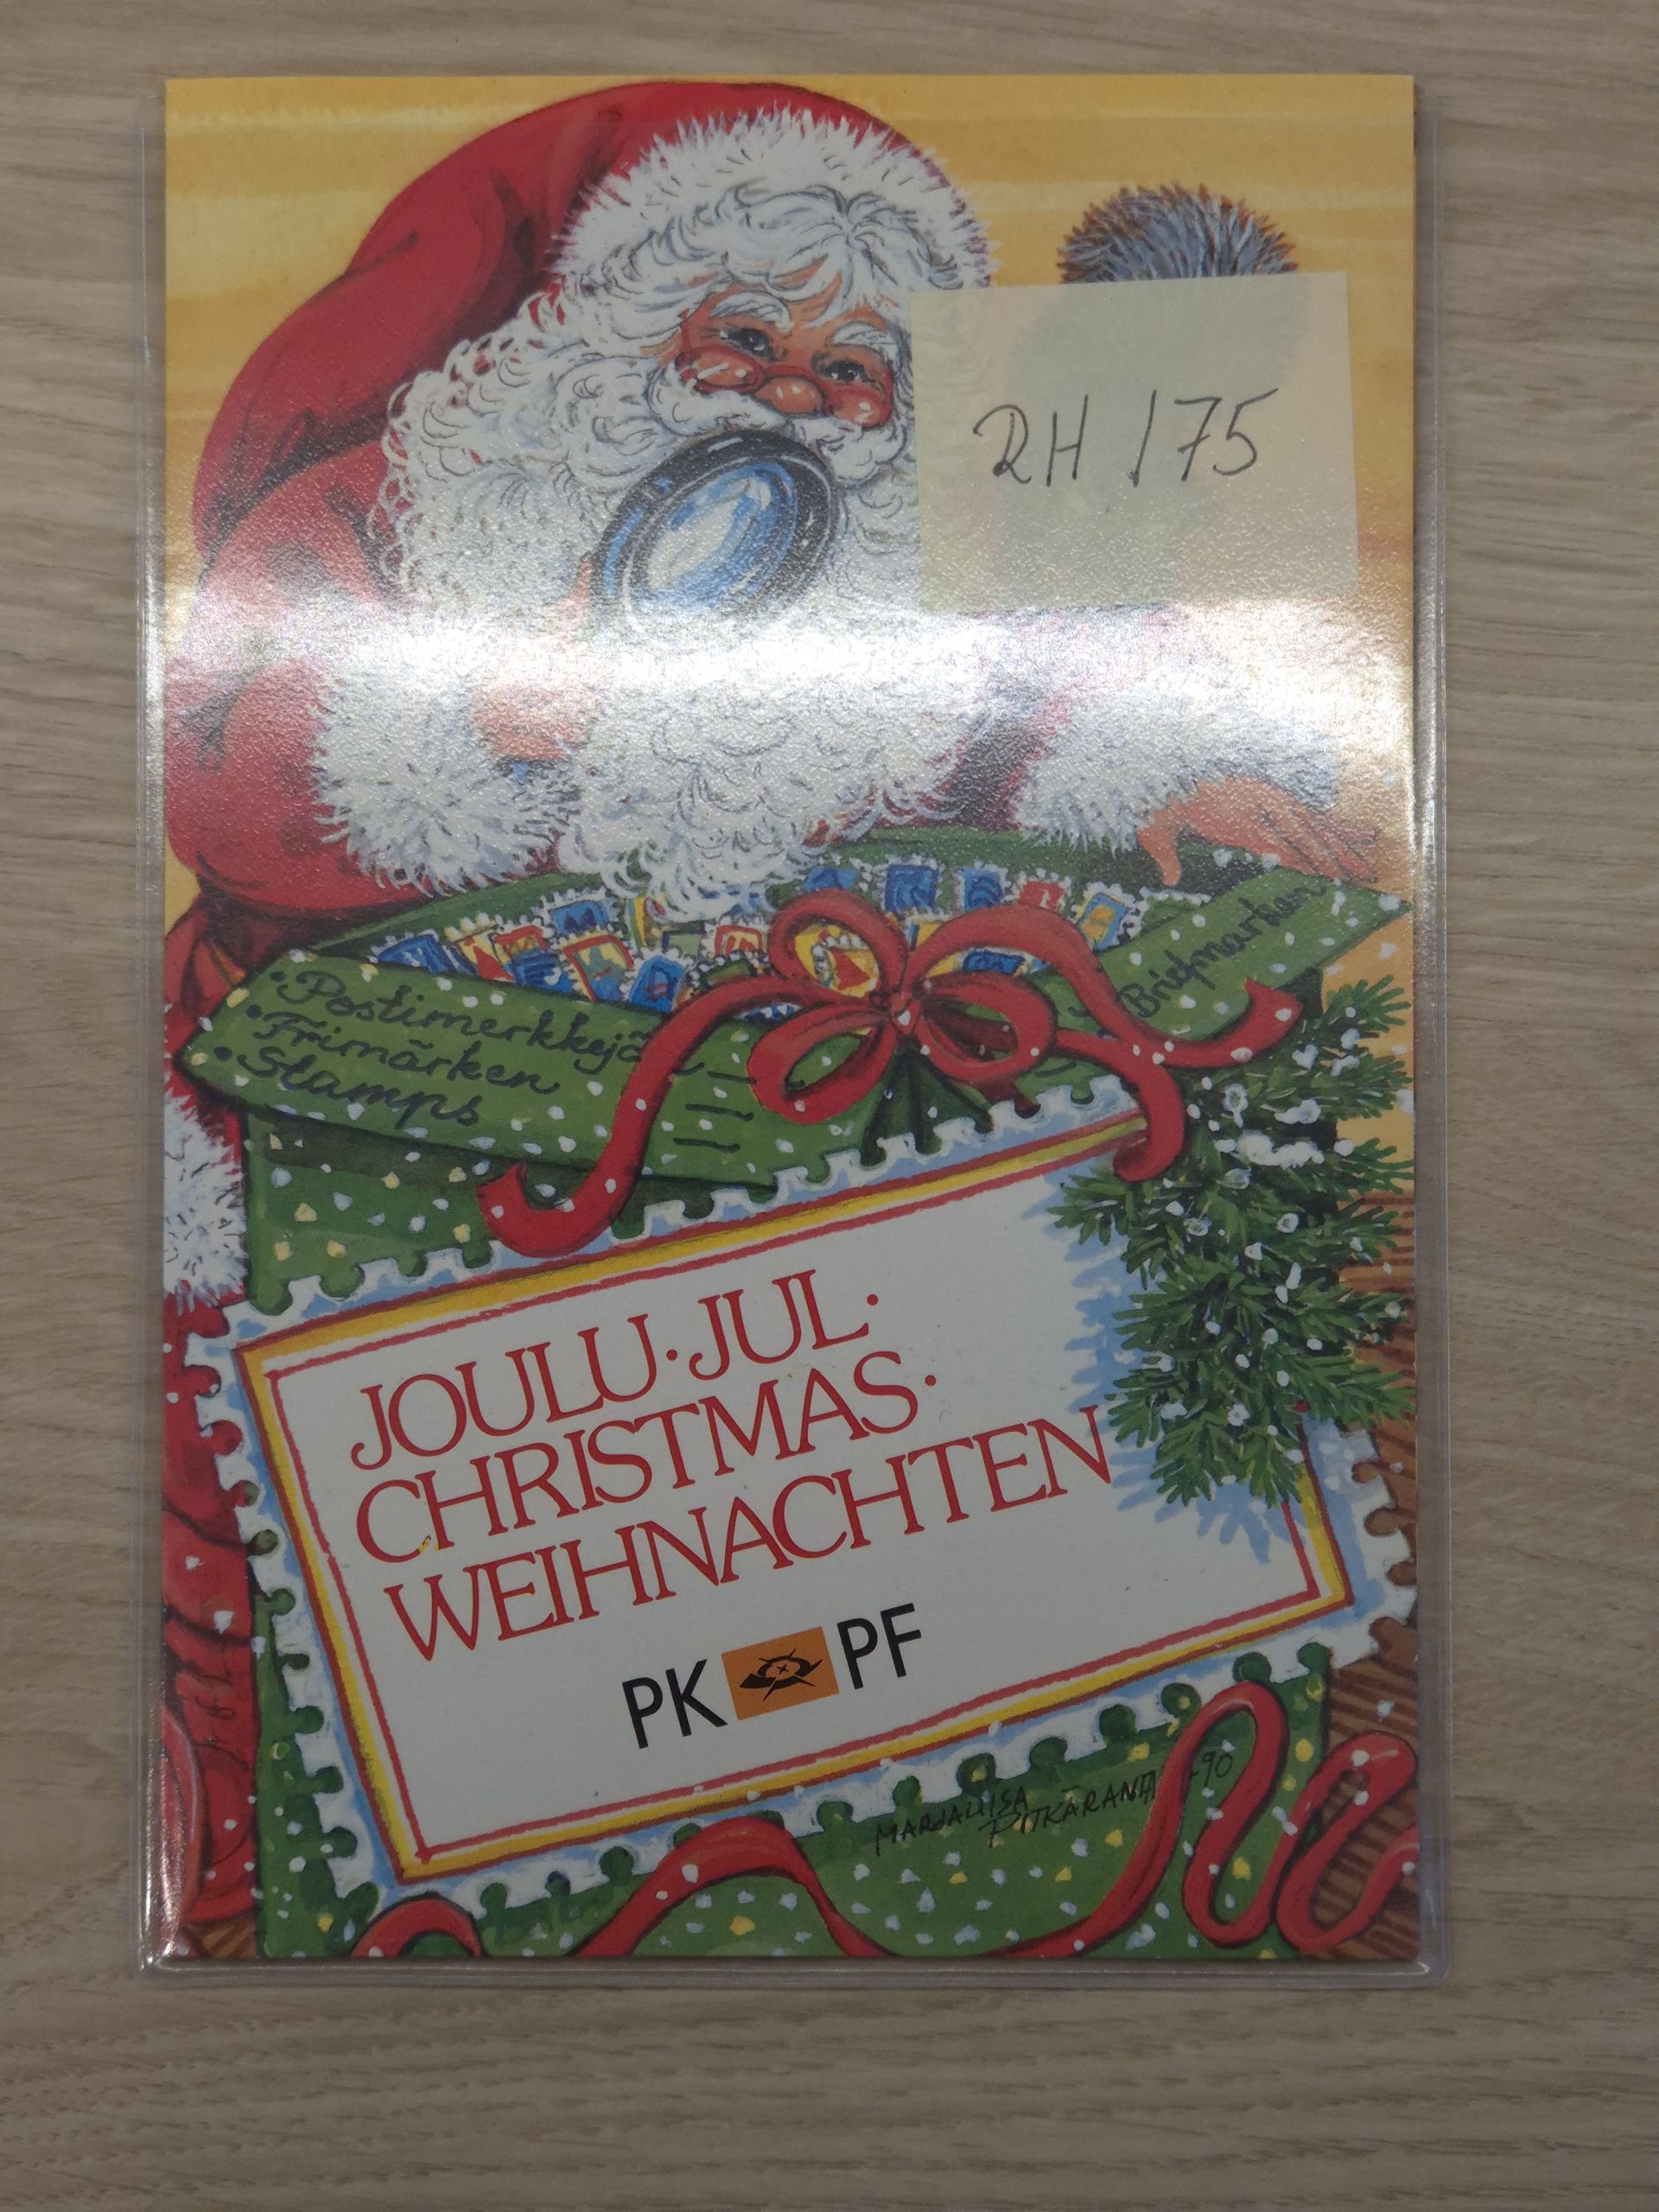 RH 175
• Postimerkkejä
• Frimärken
• Stamps
Briefmarken
JOULU·JUL·
CHRISTMAS·
WEIHNACHTEN
PK PF
MARJALIISA
PITKÄRANTA -90